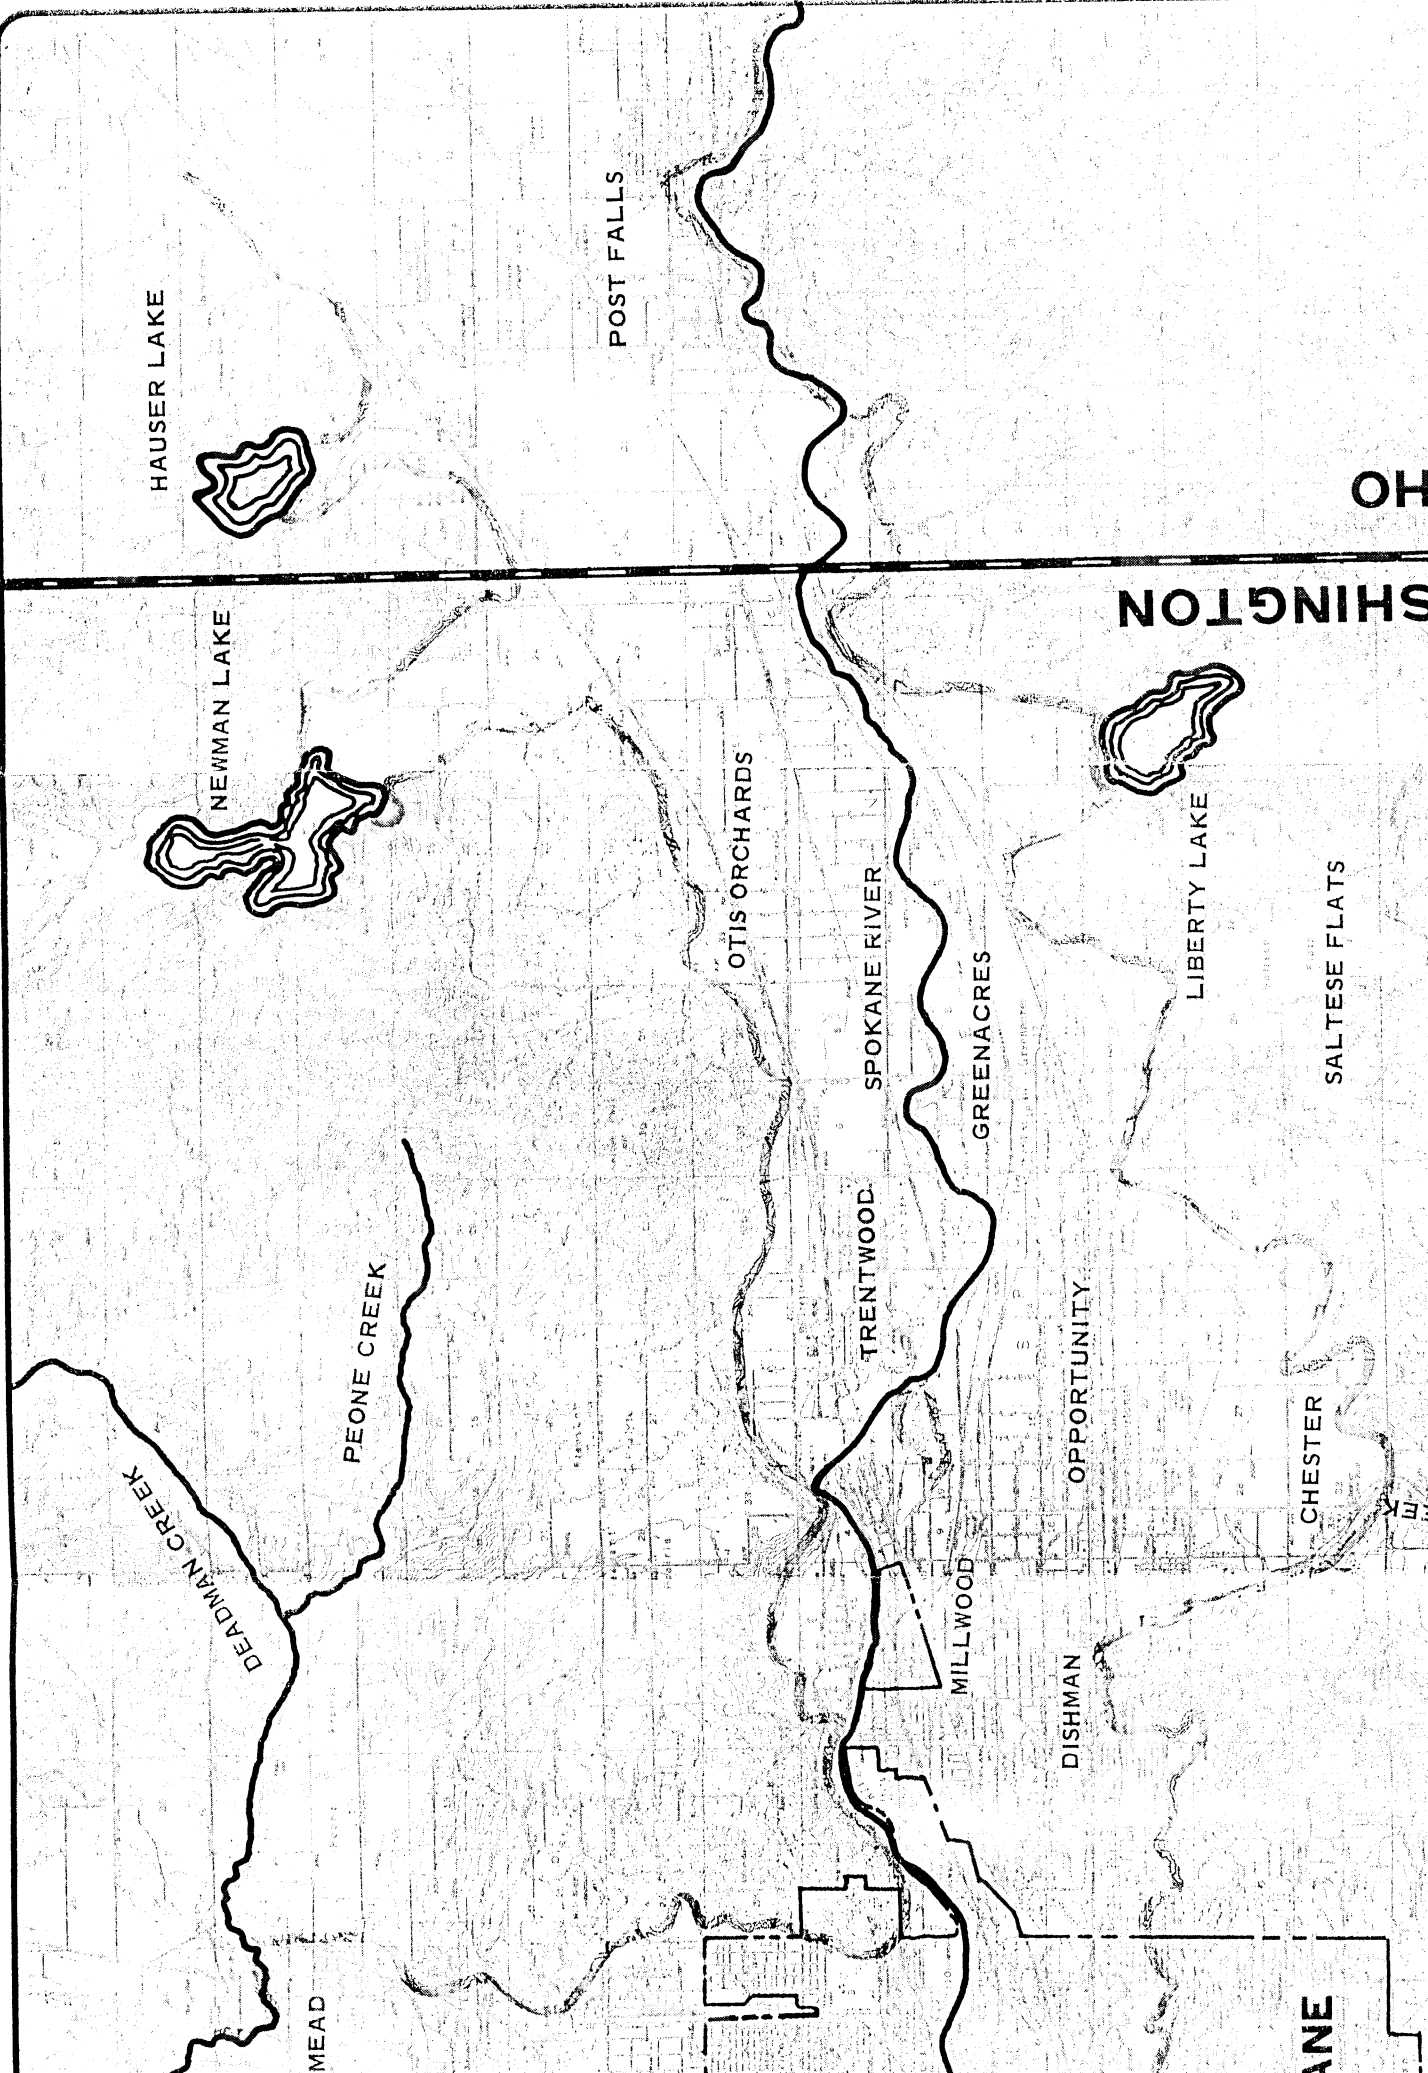 HAUSER LAKE
POST FALLS
HO
SHINGTON
NEWMAN LAKE
OTIS ORCHARDS
SPOKANE RIVER
GREENACRES
LIBERTY LAKE
SALTESE FLATS
PEONE CREEK
DEADMAN CREEK
TRENTWOOD
OPPORTUNITY
CHESTER
EK
MILLWOOD
DISHMAN
MEAD
ANE